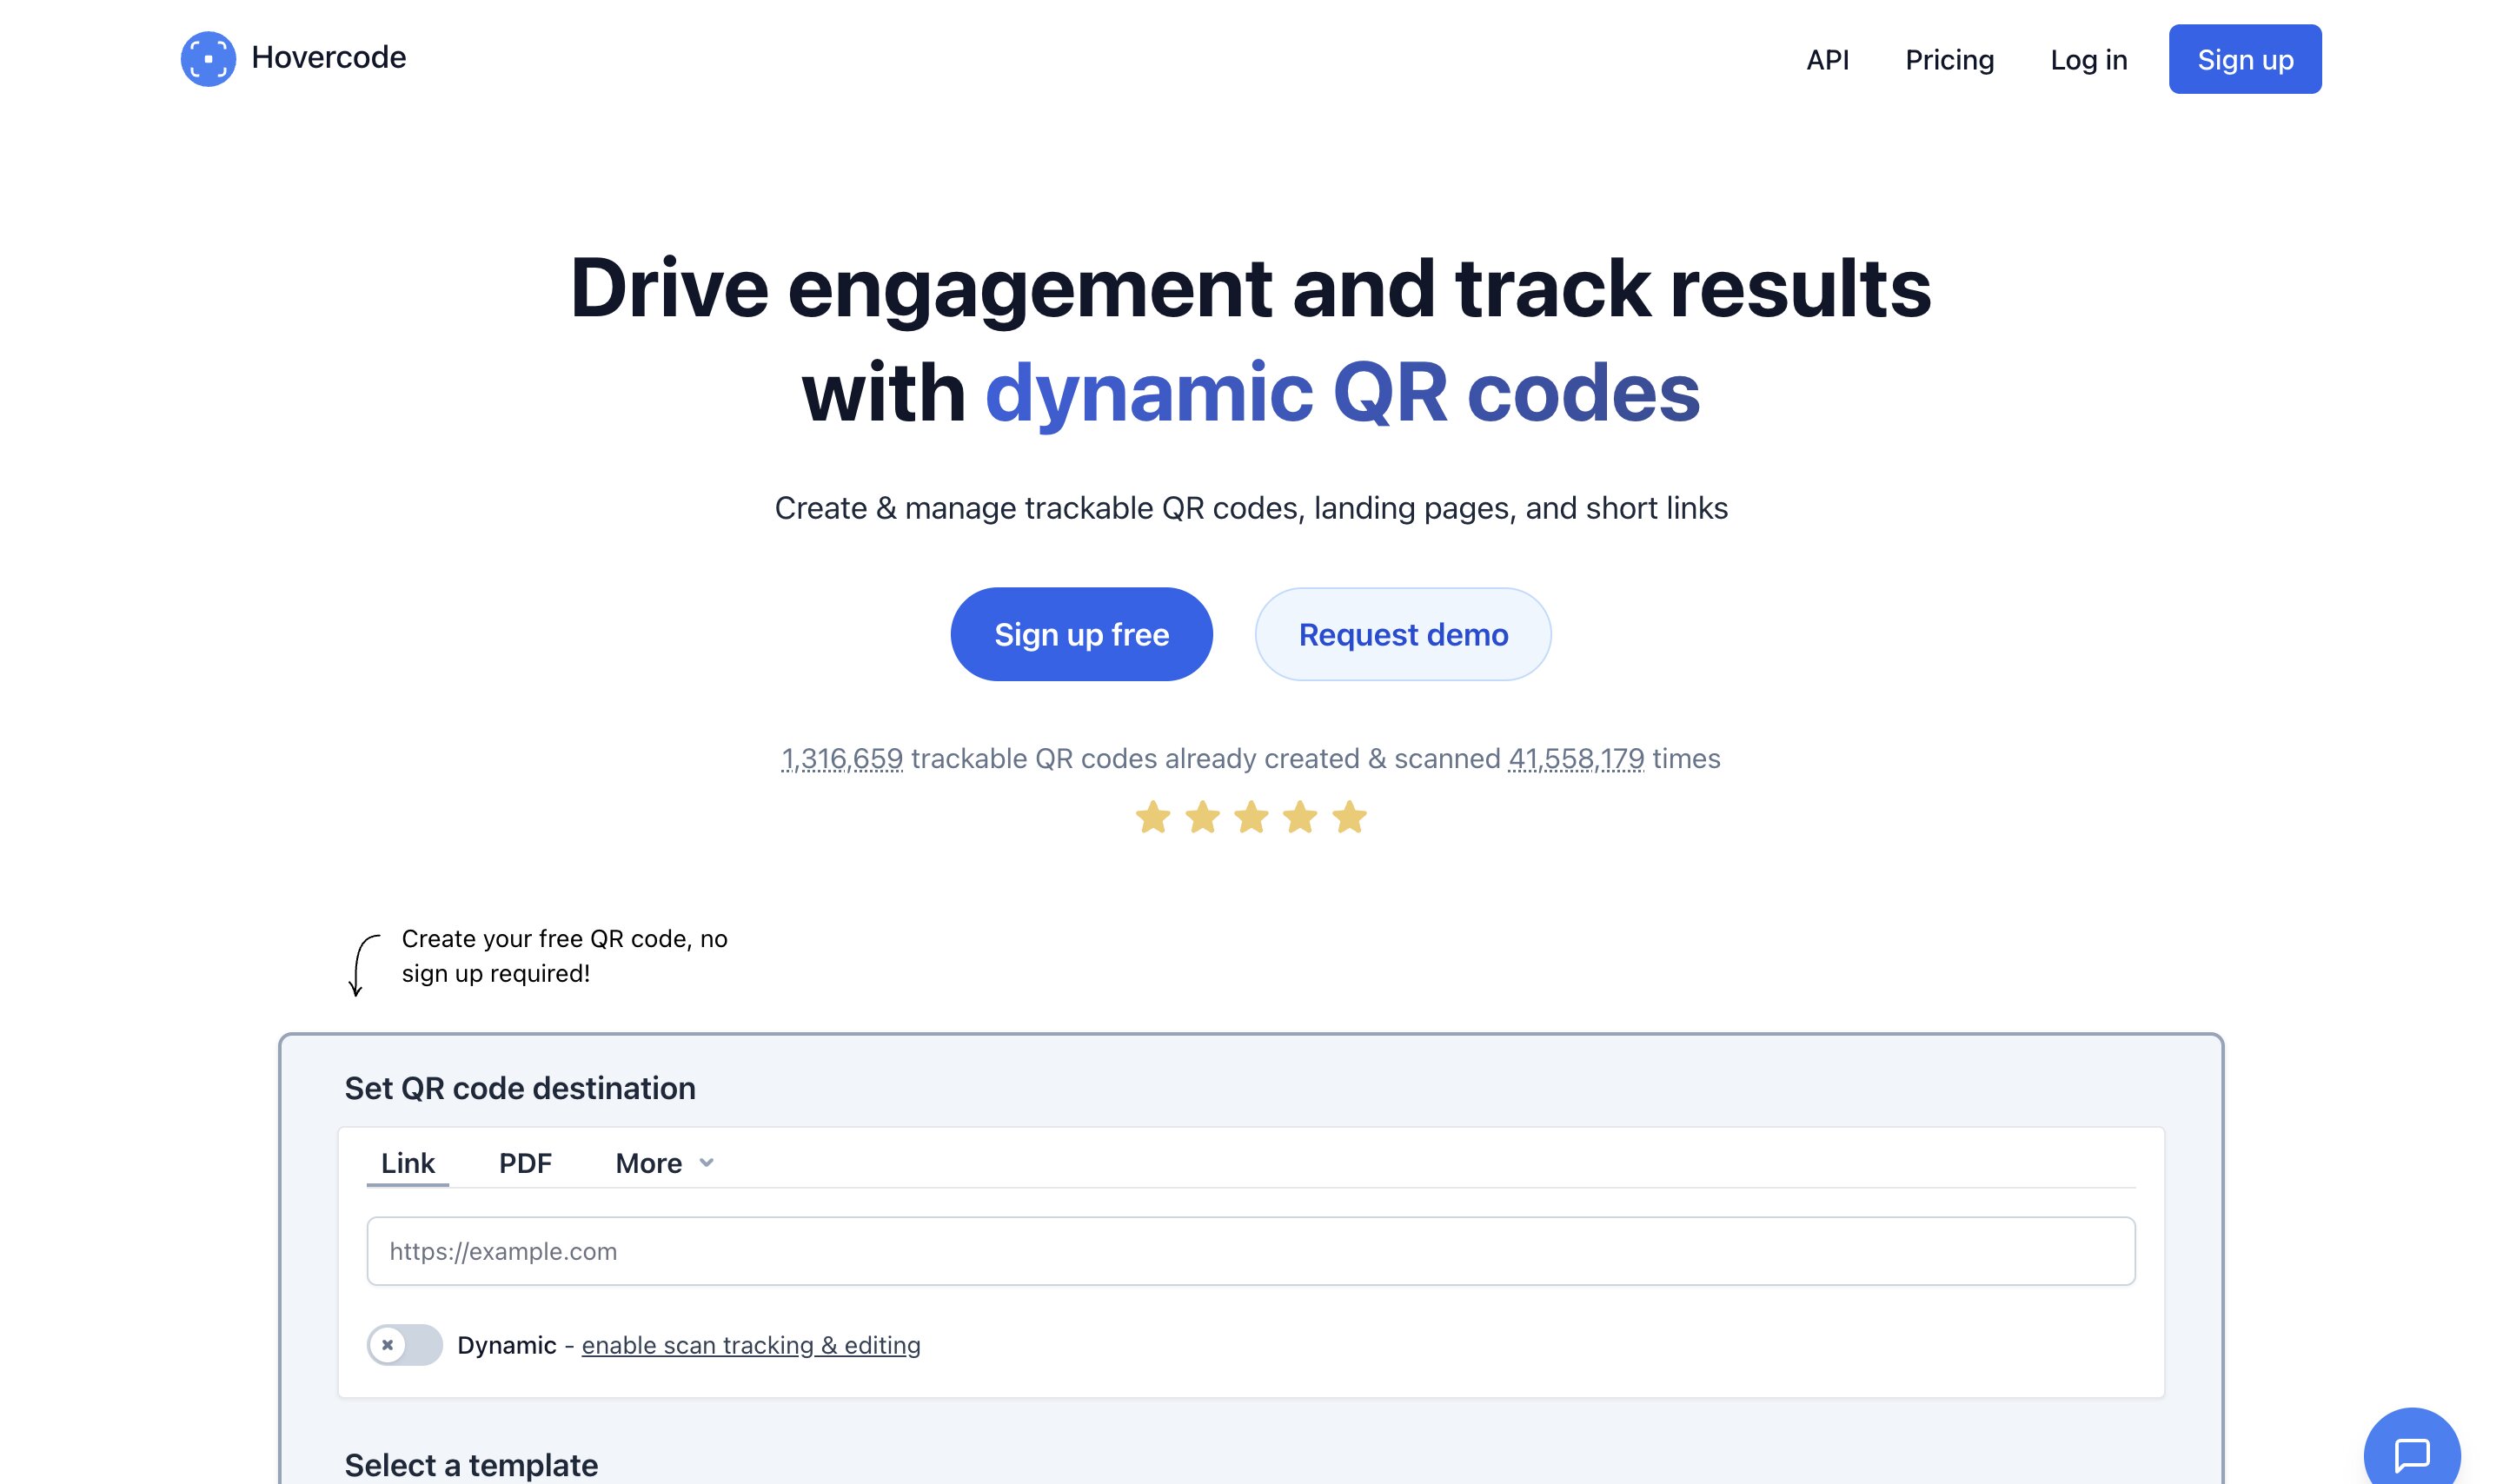 Hovercode
API Pricing Log in Sign up
Drive engagement and track results
with dynamic QR codes
Create & manage trackable QR codes, landing pages, and short links
Sign up free Request demo
1,316,659 trackable QR codes already created & scanned 41,558,179 times
Create your free QR code, no
sign up required!
Set QR code destination
Link PDF More
https://example.com
Dynamic - enable scan tracking & editing
Select a template